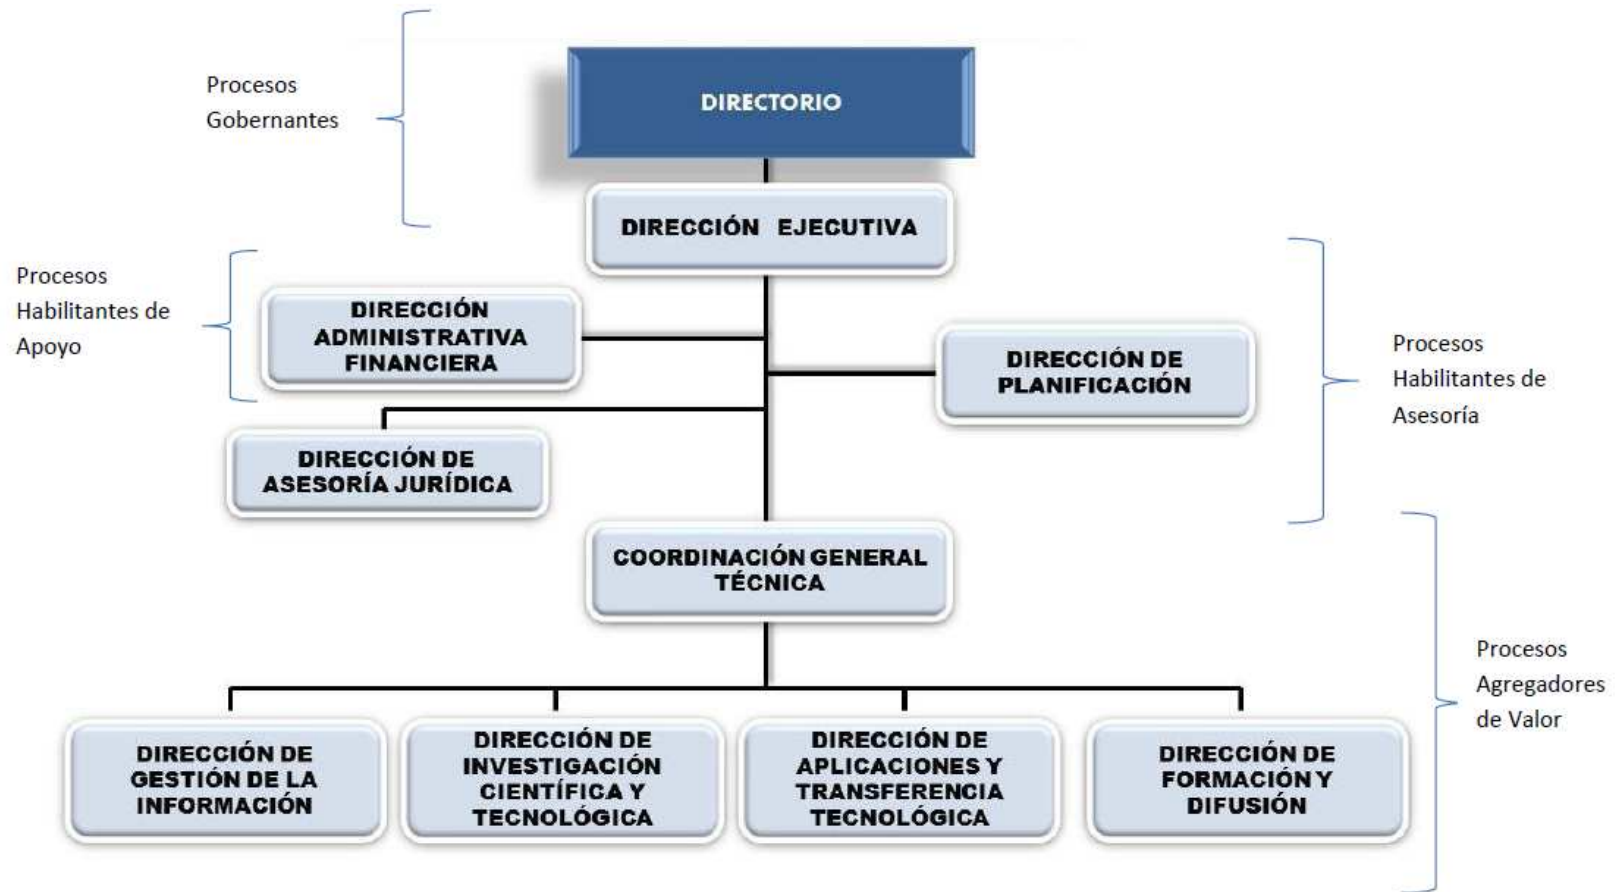 Procesos
Gobernantes
DIRECTORIO
DIRECCIÓN EJECUTIVA
Procesos
Habilitantes de
Apoyo
DIRECCIÓN
ADMINISTRATIVA
FINANCIERA
DIRECCIÓN DE
PLANIFICACIÓN
Procesos
Habilitantes de
Asesoría
DIRECCIÓN DE
ASESORÍA JURÍDICA
COORDINACIÓN GENERAL
TÉCNICA
Procesos
Agregadores
de Valor
DIRECCIÓN DE
GESTIÓN DE LA
INFORMACIÓN
DIRECCIÓN DE
INVESTIGACIÓN
CIENTÍFICA Y
TECNOLÓGICA
DIRECCIÓN DE
APLICACIONES Y
TRANSFERENCIA
TECNOLÓGICA
DIRECCIÓN DE
FORMACIÓN Y
DIFUSIÓN